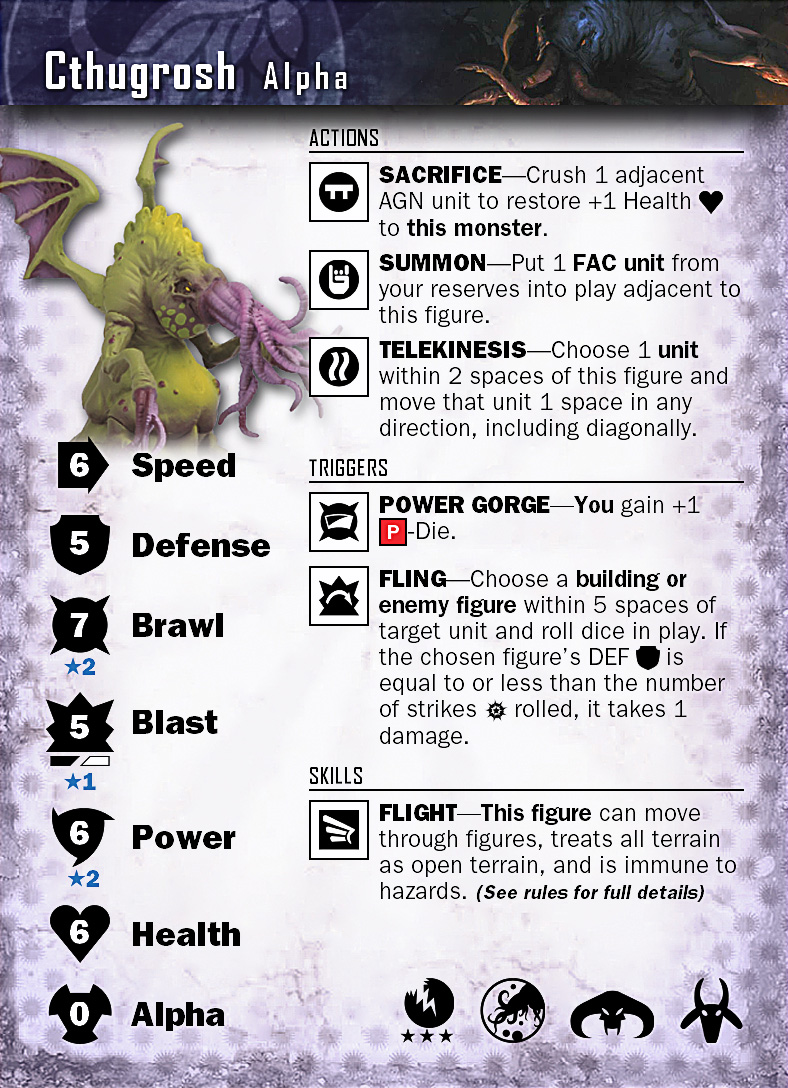 Cthugrosh Alpha
ACTIONS
SACRIFICE—Crush 1 adjacent
AGN unit to restore +1 Health
to this monster.
SUMMON—Put 1 FAC unit from
your reserves into play adjacent to
this figure.
TELEKINESIS—Choose 1 unit
within 2 spaces of this figure and
move that unit 1 space in any
direction, including diagonally.
TRIGGERS
POWER GORGE—You gain +1
P-Die.
FLING—Choose a building or
enemy figure within 5 spaces of
target unit and roll dice in play. If
the chosen figure's DEF is
equal to or less than the number
of strikes rolled, it takes 1
damage.
SKILLS
FLIGHT—This figure can move
through figures, treats all terrain
as open terrain, and is immune to
hazards. (See rules for full details)
6 Speed
5 Defense
7 Brawl
★2
5 Blast
★1
6 Power
★2
6 Health
0 Alpha
★★★